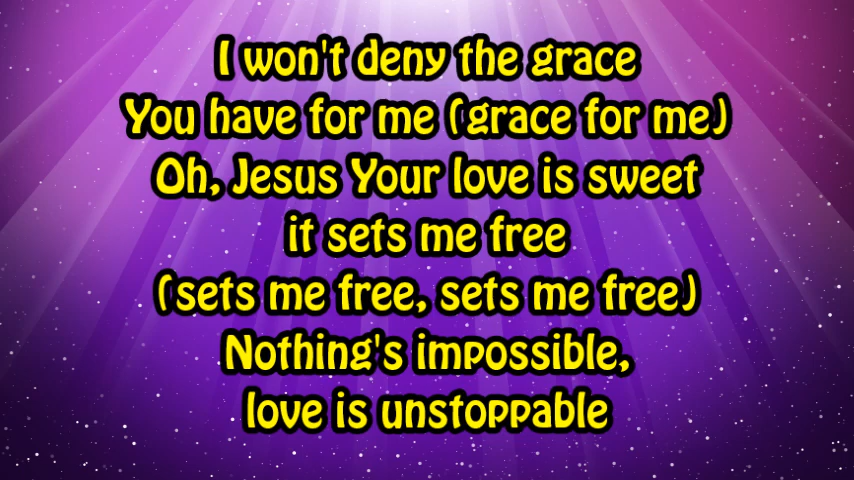 I won't deny the grace
You have for me (grace for me)
Oh, Jesus Your love is sweet
it sets me free
(sets me free, sets me free)
Nothing's impossible,
love is unstoppable